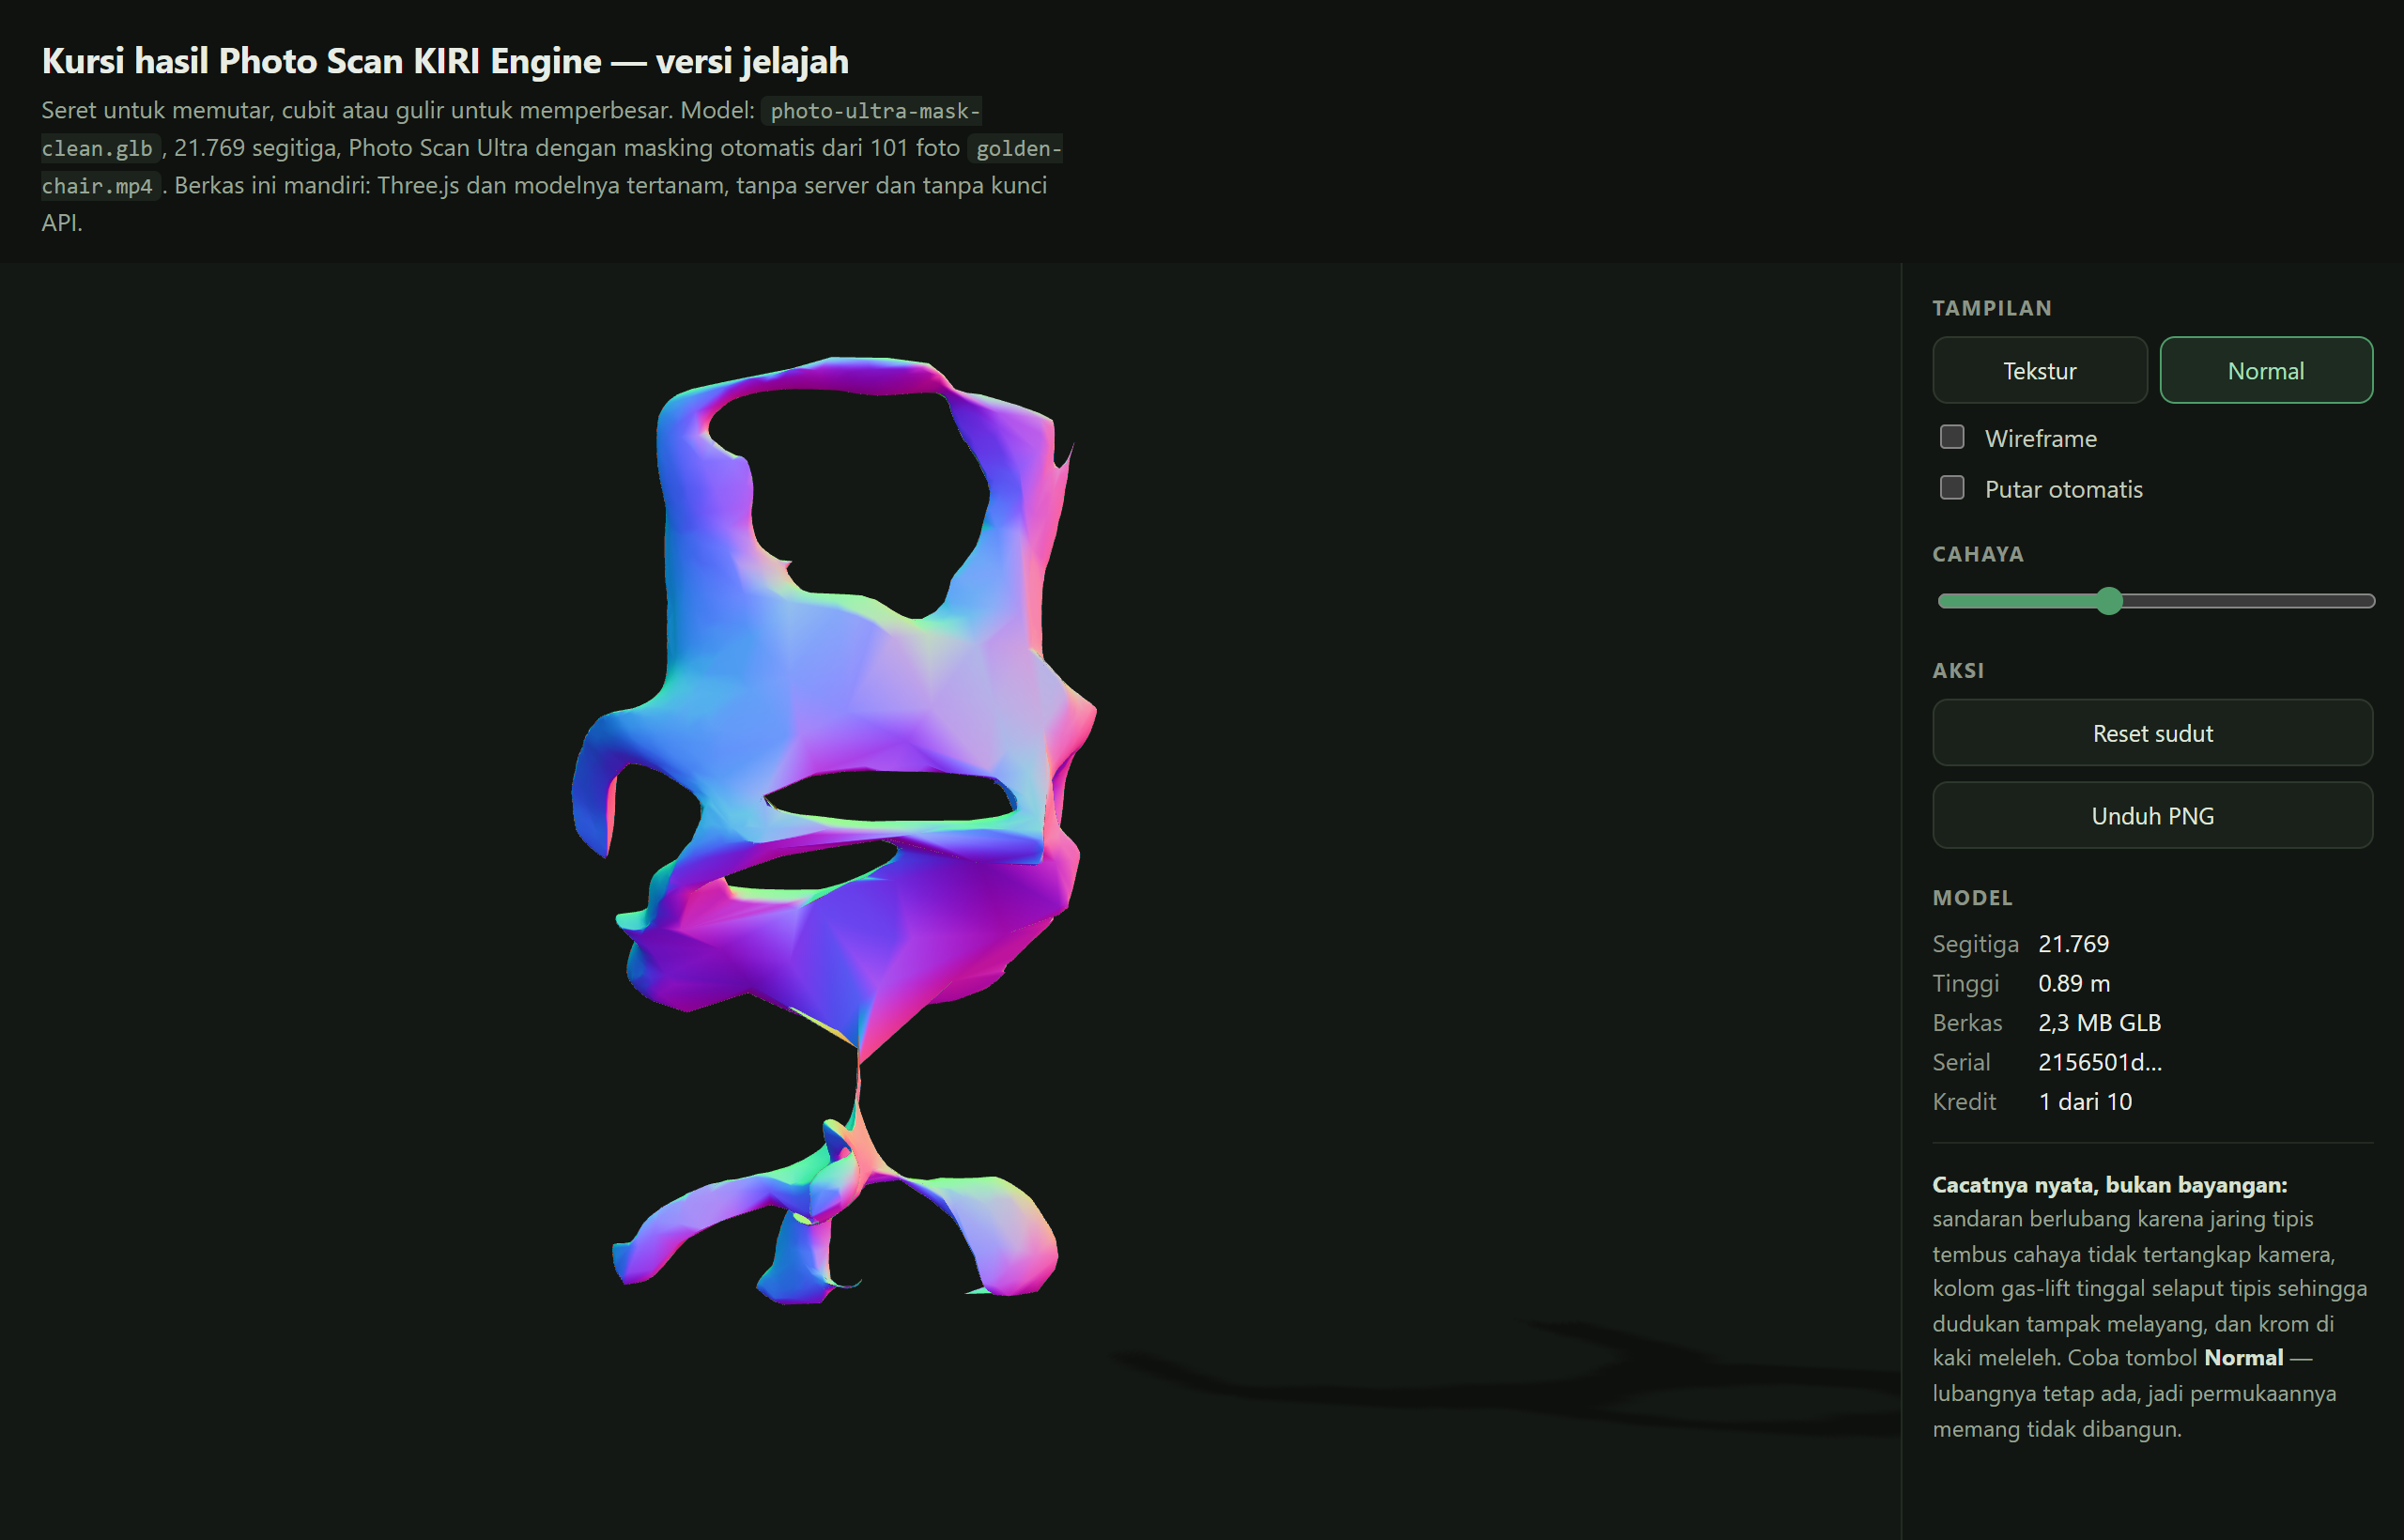 Kursi hasil Photo Scan KIRI Engine — versi jelajah
Seret untuk memutar, cubit atau gulir untuk memperbesar. Model: photo-ultra-mask-
clean.glb, 21.769 segitiga, Photo Scan Ultra dengan masking otomatis dari 101 foto golden-
chair.mp4. Berkas ini mandiri: Three.js dan modelnya tertanam, tanpa server dan tanpa kunci
API.
TAMPILAN
Tekstur
Normal
Wireframe
Putar otomatis
CAHAYA
AKSI
Reset sudut
Unduh PNG
MODEL
Segitiga 21.769
Tinggi 0.89 m
Berkas 2,3 MB GLB
Serial 2156501d...
Kredit 1 dari 10
Cacatnya nyata, bukan bayangan:
sandaran berlubang karena jaring tipis
tembus cahaya tidak tertangkap kamera,
kolom gas-lift tinggal selaput tipis sehingga
dudukan tampak melayang, dan krom di
kaki meleleh. Coba tombol Normal —
lubangnya tetap ada, jadi permukaannya
memang tidak dibangun.